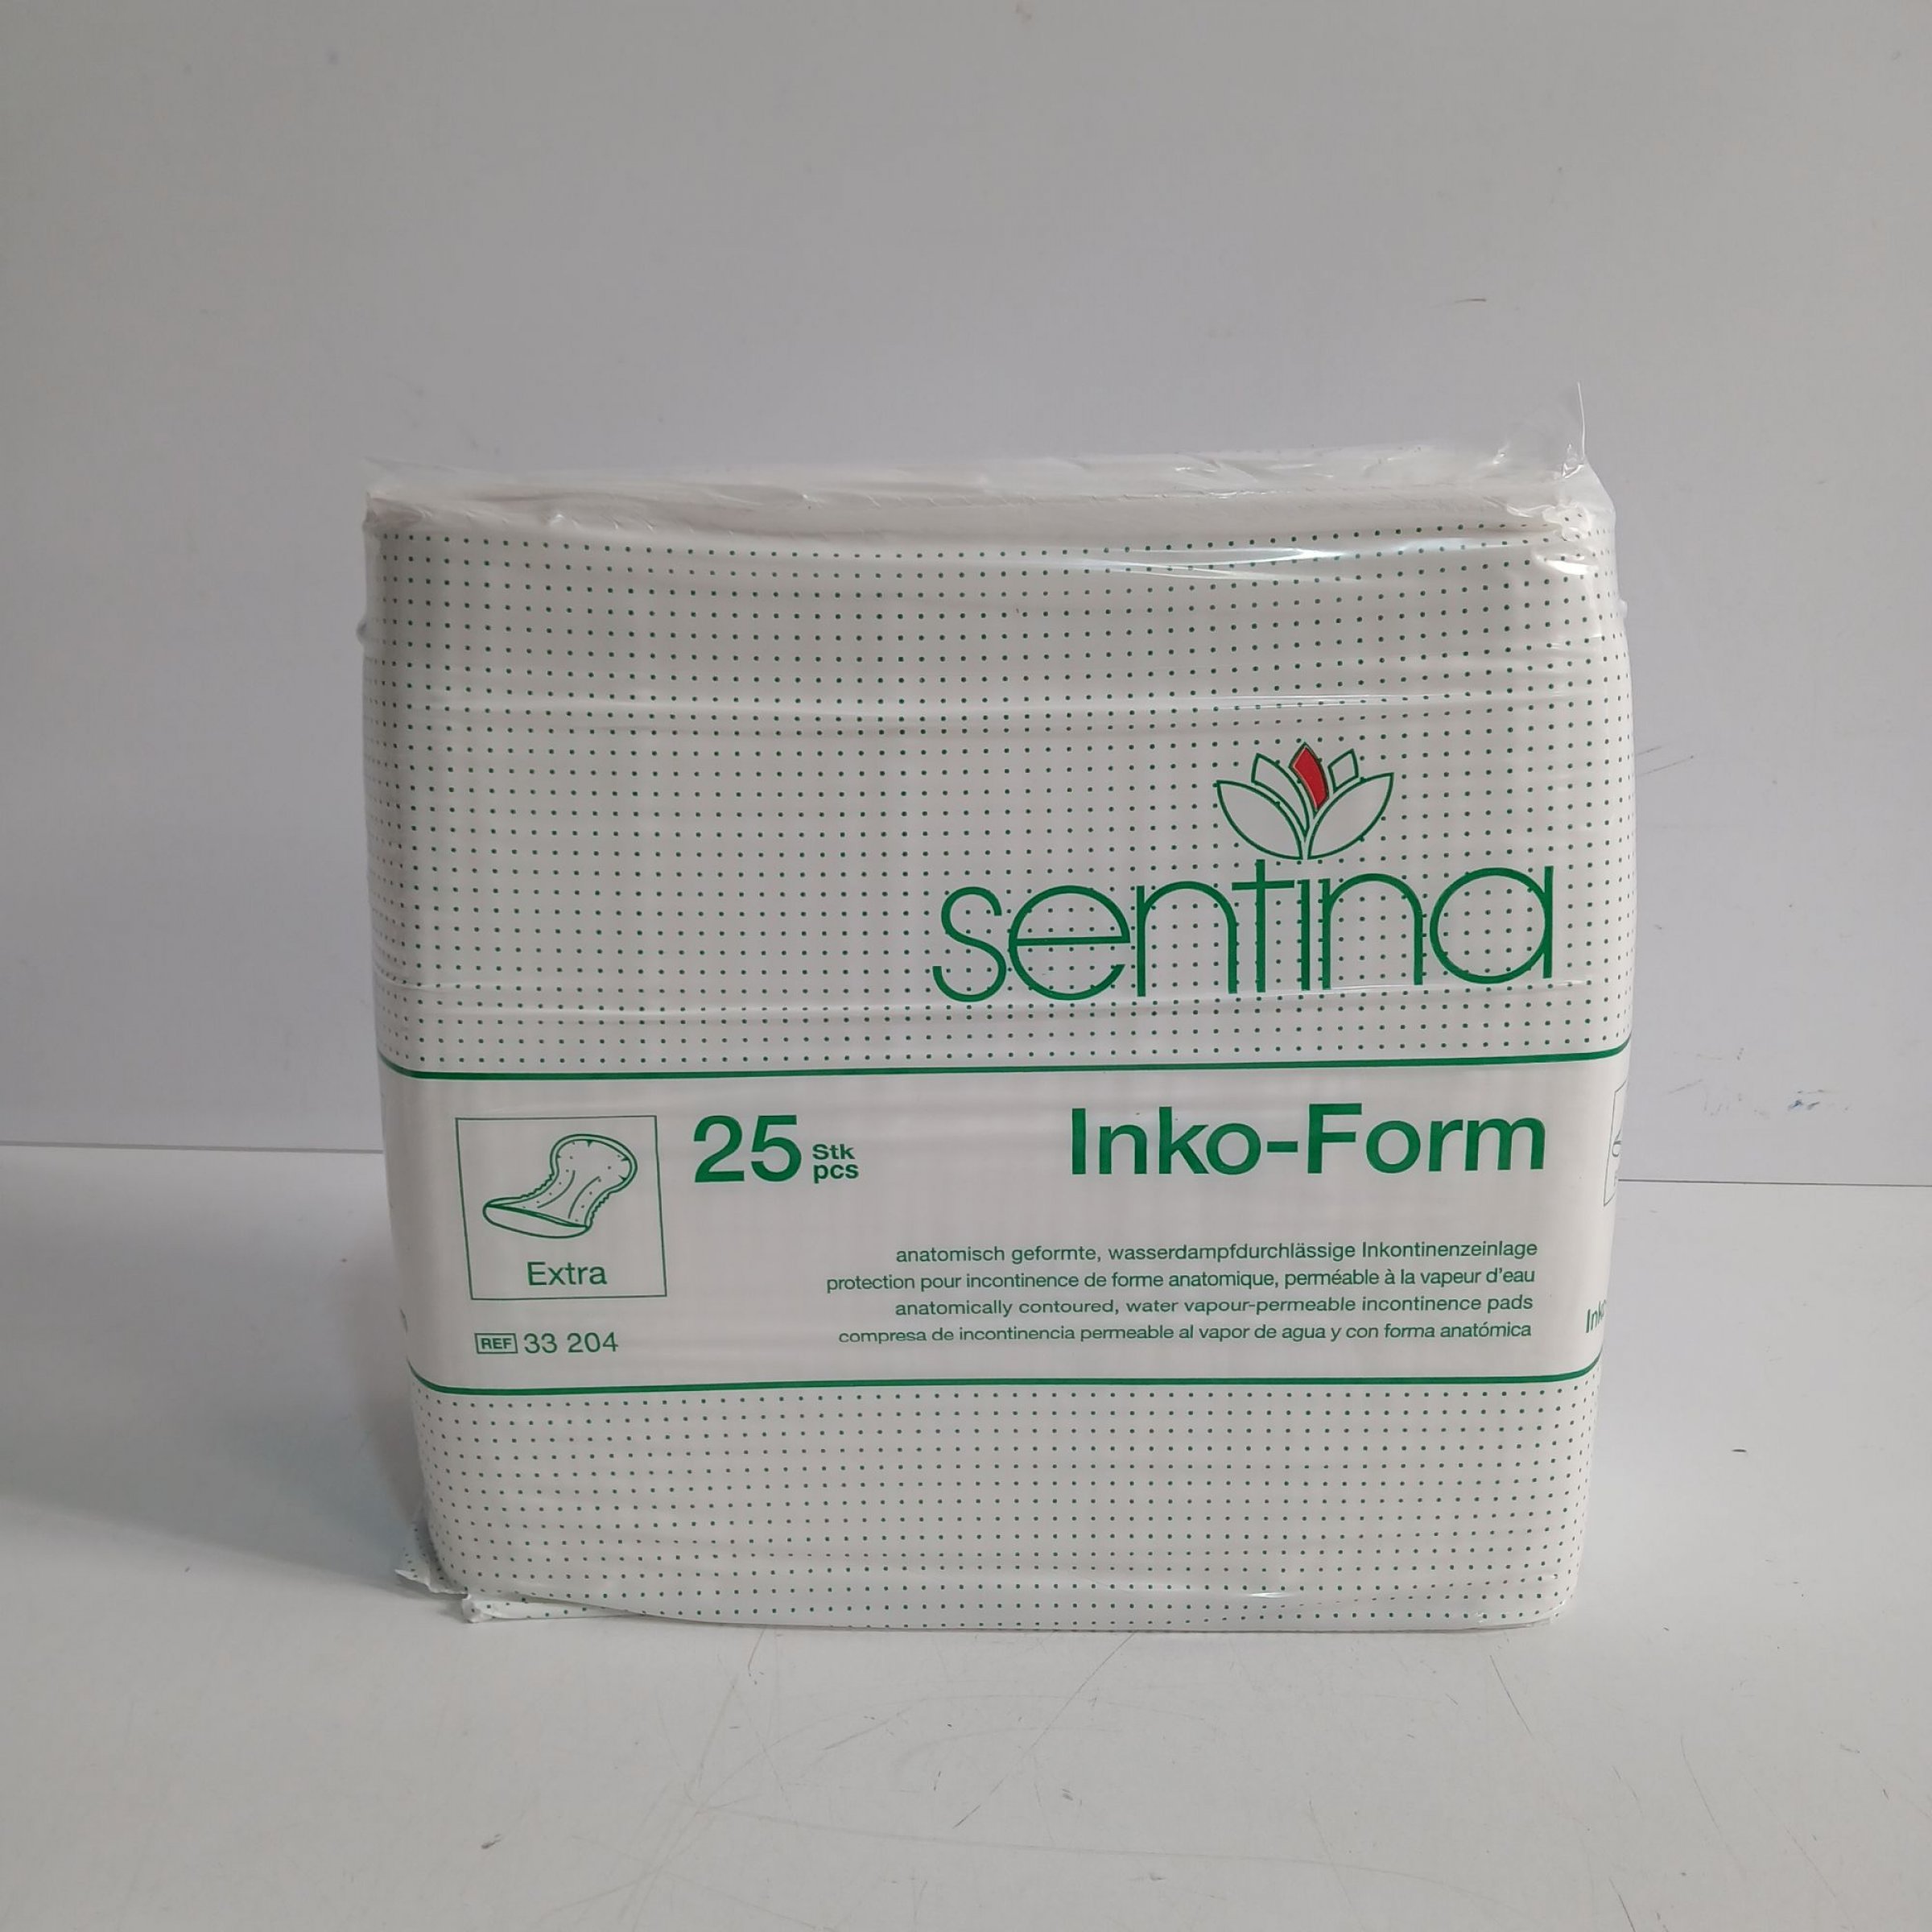 sentina
25 Stk
pcs
Inko-Form
Extra
REF 33 204
anatomisch geformte, wasserdampfdurchlässige Inkontinenzeinlage
protection pour incontinence de forme anatomique, perméable à la vapeur d'eau
anatomically contoured, water vapour-permeable incontinence pads
compresa de incontinencia permeable al vapor de agua y con forma anatómica